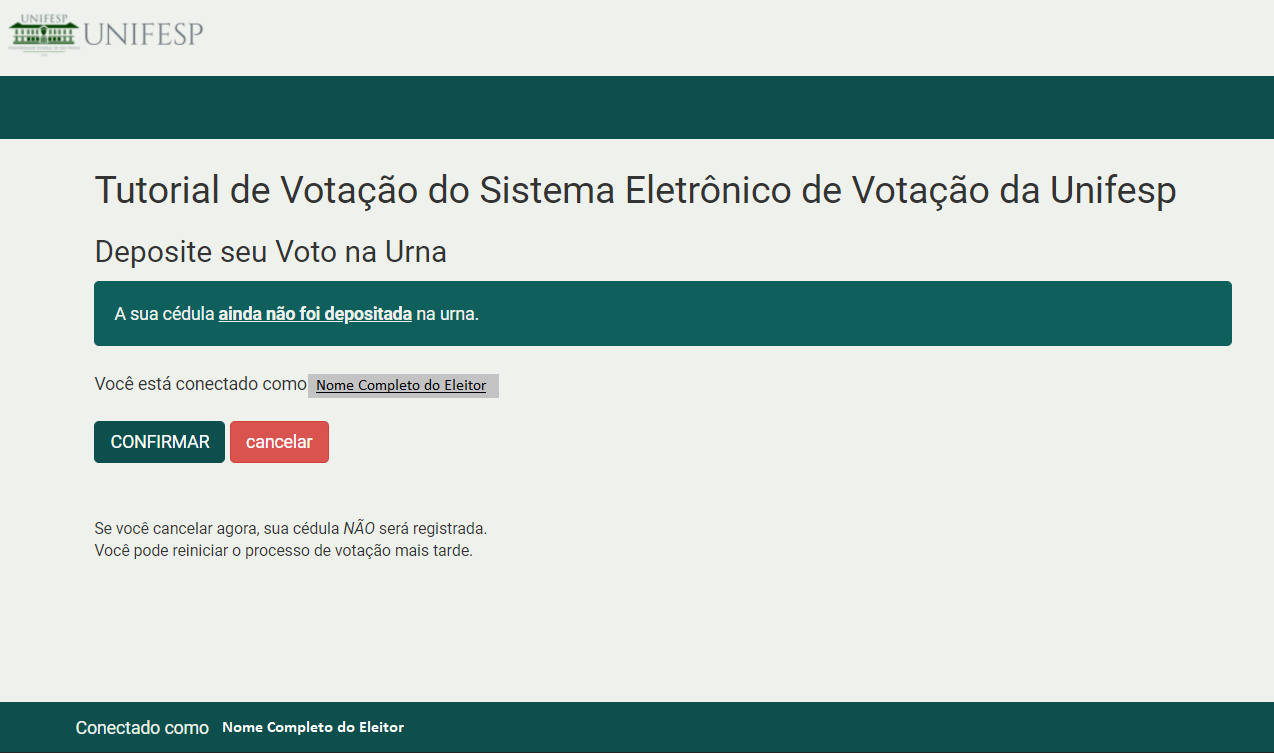 UNIFESP
UNIFESP
Tutorial de Votação do Sistema Eletrônico de Votação da Unifesp
Deposite seu Voto na Urna
A sua cédula ainda não foi depositada na urna.
Você está conectado como Nome Completo do Eleitor
CONFIRMAR cancelar
Se você cancelar agora, sua cédula NÃO será registrada.
Você pode reiniciar o processo de votação mais tarde.
Conectado como Nome Completo do Eleitor